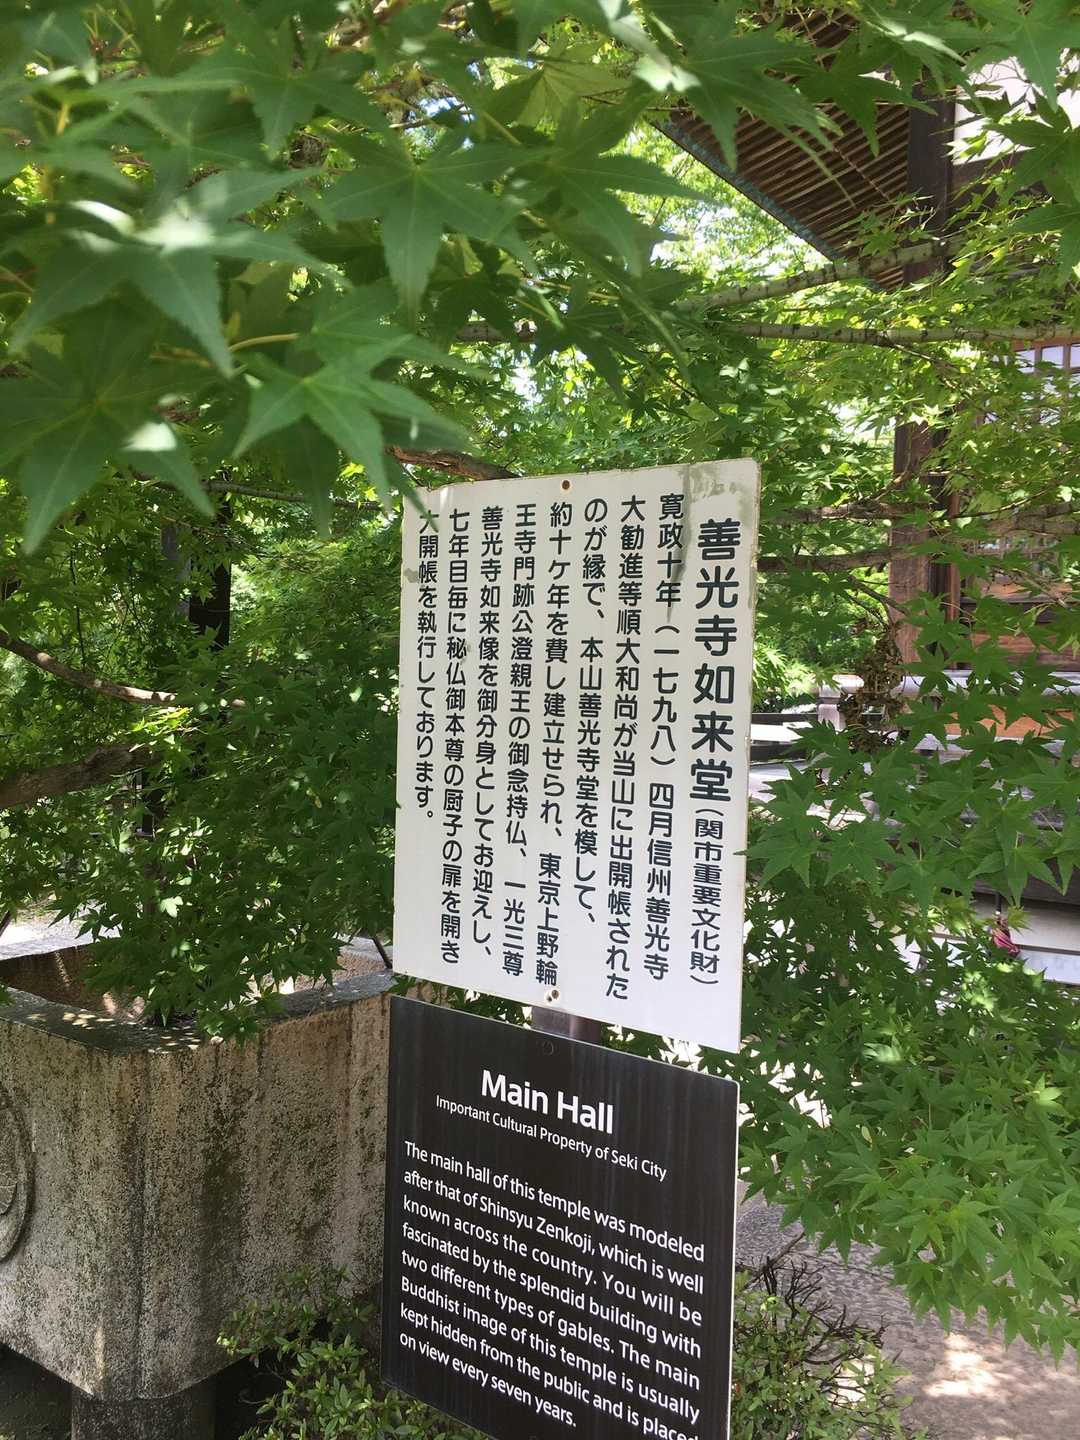 善光寺如来堂(関市重要文化財)
寛政十年(一七九八)四月信州善光寺
大勧進等順大和尚が当山に出開帳された
のが縁で、本山善光寺堂を模して、
約十ケ年を費し建立せられ、東京上野輪
王寺門跡公澄親王の御念持仏、一光三尊
善光寺如来像を御分身としてお迎えし、
七年目毎に秘仏御本尊の厨子の扉を開き
大開帳を執行しております。
Main Hall
Important Cultural Property of Seki City
The main hall of this temple was modeled
after that of Shinsyu Zenkoji, which is well
known across the country. You will be
fascinated by the splendid building with
two different types of gables. The main
Buddhist image of this temple is usually
kept hidden from the public and is placed
on view every seven years.